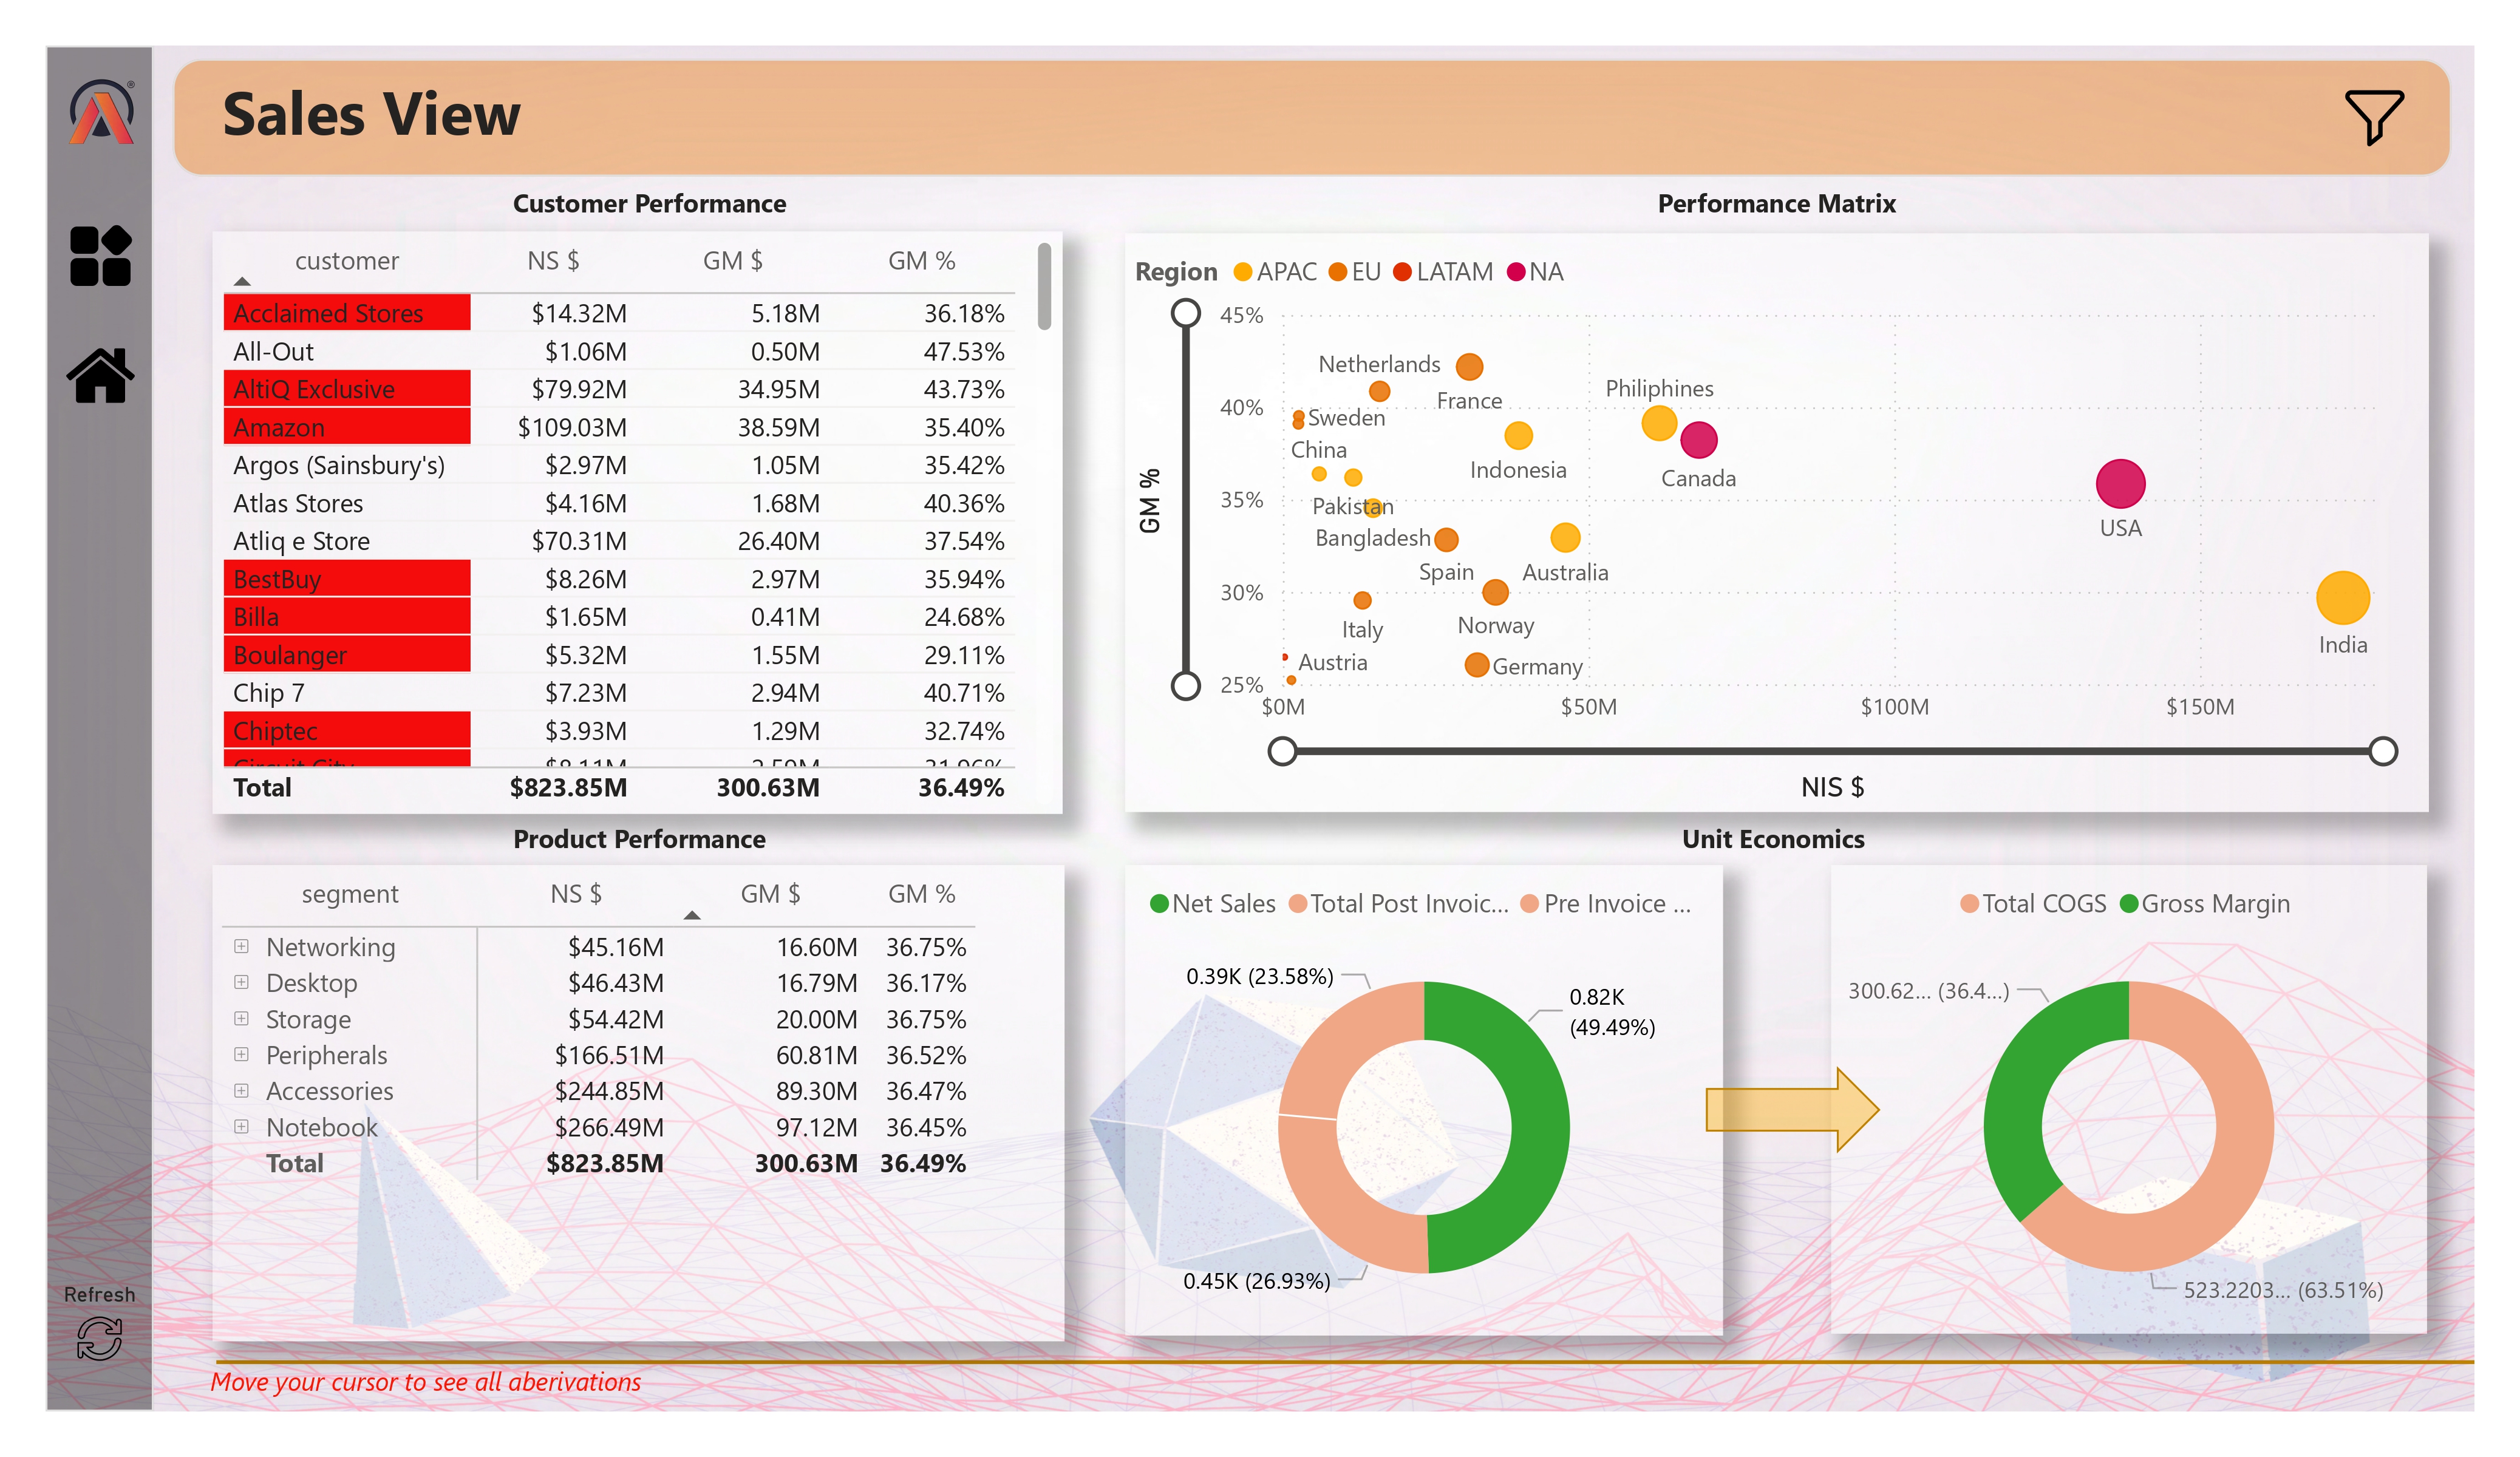 Sales View
Customer Performance
customer NS $ GM $ GM %
Acclaimed Stores $14.32M 5.18M 36.18%
All-Out $1.06M 0.50M 47.53%
AltiQ Exclusive $79.92M 34.95M 43.73%
Amazon $109.03M 38.59M 35.40%
Argos (Sainsbury's) $2.97M 1.05M 35.42%
Atlas Stores $4.16M 1.68M 40.36%
Atliq e Store $70.31M 26.40M 37.54%
BestBuy $8.26M 2.97M 35.94%
Billa $1.65M 0.41M 24.68%
Boulanger $5.32M 1.55M 29.11%
Chip 7 $7.23M 2.94M 40.71%
Chiptec $3.93M 1.29M 32.74%
Circuit City $8.11M 2.59M 31.96%
Total $823.85M 300.63M 36.49%
Performance Matrix
Region APAC EU LATAM NA
GM %
45%
40%
35%
30%
25%
Netherlands
France
Philiphines
Sweden
China
Indonesia
Canada
Pakistan
USA
Bangladesh
Spain
Australia
Italy
Norway
India
Austria
Germany
$0M $50M $100M $150M
NIS $
Product Performance
segment NS $ GM $ GM %
Networking $45.16M 16.60M 36.75%
Desktop $46.43M 16.79M 36.17%
Storage $54.42M 20.00M 36.75%
Peripherals $166.51M 60.81M 36.52%
Accessories $244.85M 89.30M 36.47%
Notebook $266.49M 97.12M 36.45%
Total $823.85M 300.63M 36.49%
Unit Economics
Net Sales Total Post Invoic... Pre Invoice ...
0.39K (23.58%)
0.82K
(49.49%)
0.45K (26.93%)
Total COGS Gross Margin
300.62... (36.4...)
523.2203... (63.51%)
Refresh
Move your cursor to see all aberivations